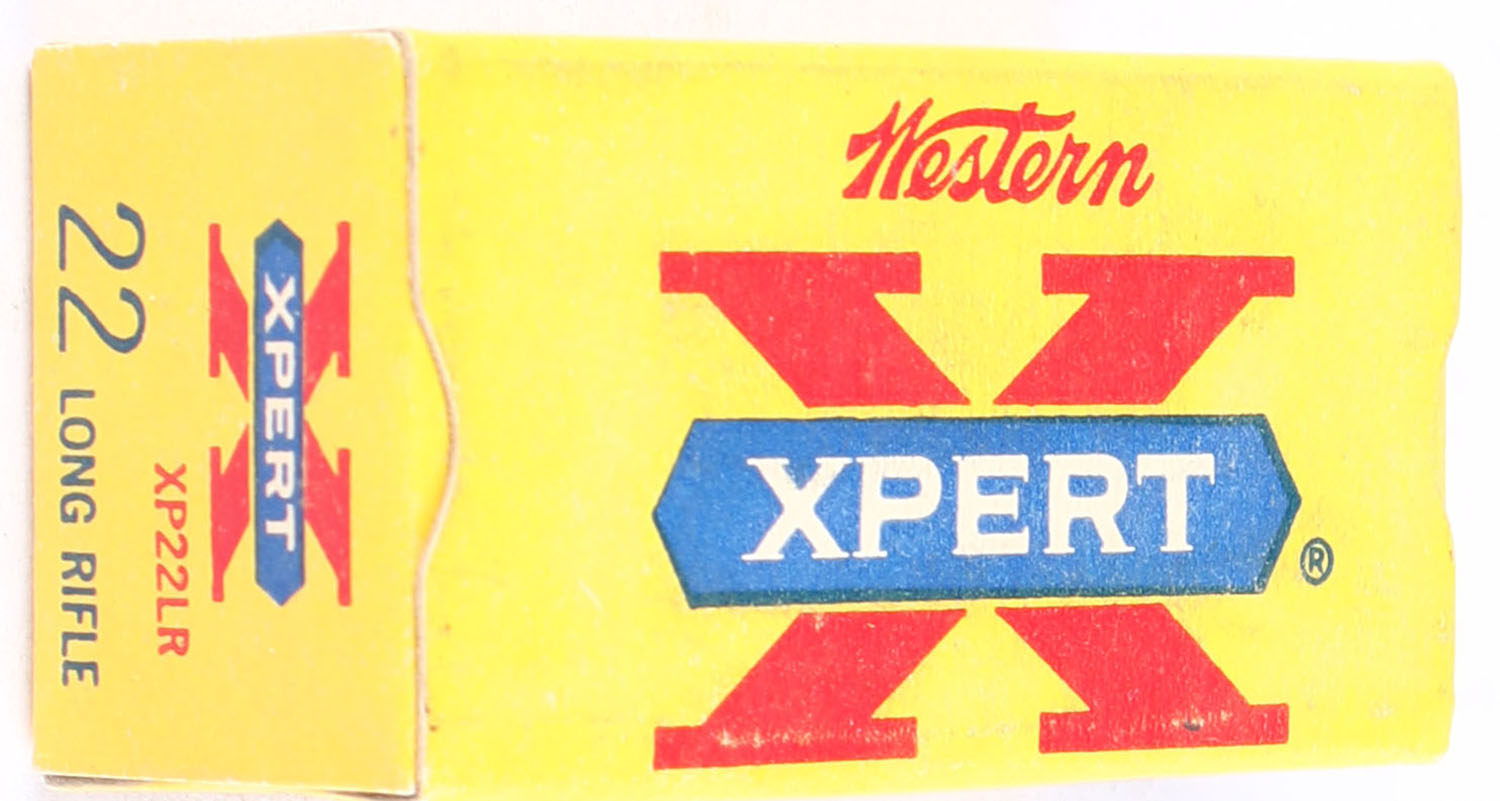 Western
X
XPERT
®
X
XPERT
XP22LR
22 LONG RIFLE